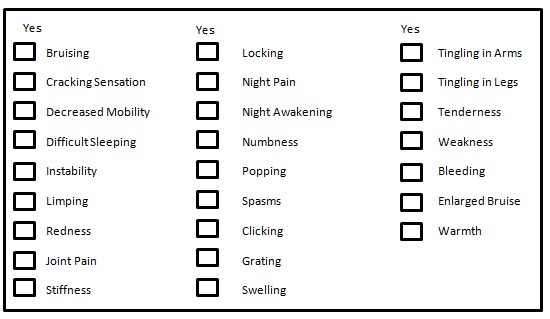 Yes
Bruising
Cracking Sensation
Decreased Mobility
Difficult Sleeping
Instability
Limping
Redness
Joint Pain
Stiffness
Yes
Locking
Night Pain
Night Awakening
Numbness
Popping
Spasms
Clicking
Grating
Swelling
Yes
Tingling in Arms
Tingling in Legs
Tenderness
Weakness
Bleeding
Enlarged Bruise
Warmth